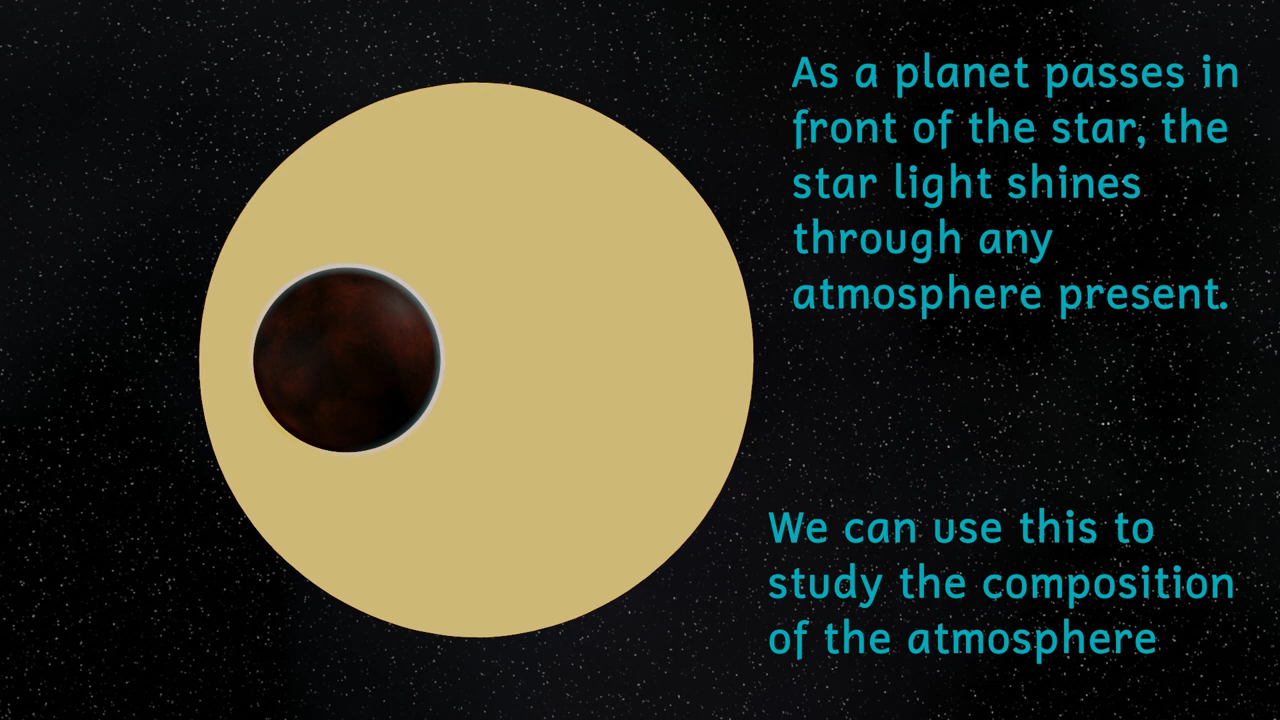 As a planet passes in
front of the star, the
star light shines
through any
atmosphere present.
We can use this to
study the composition
of the atmosphere